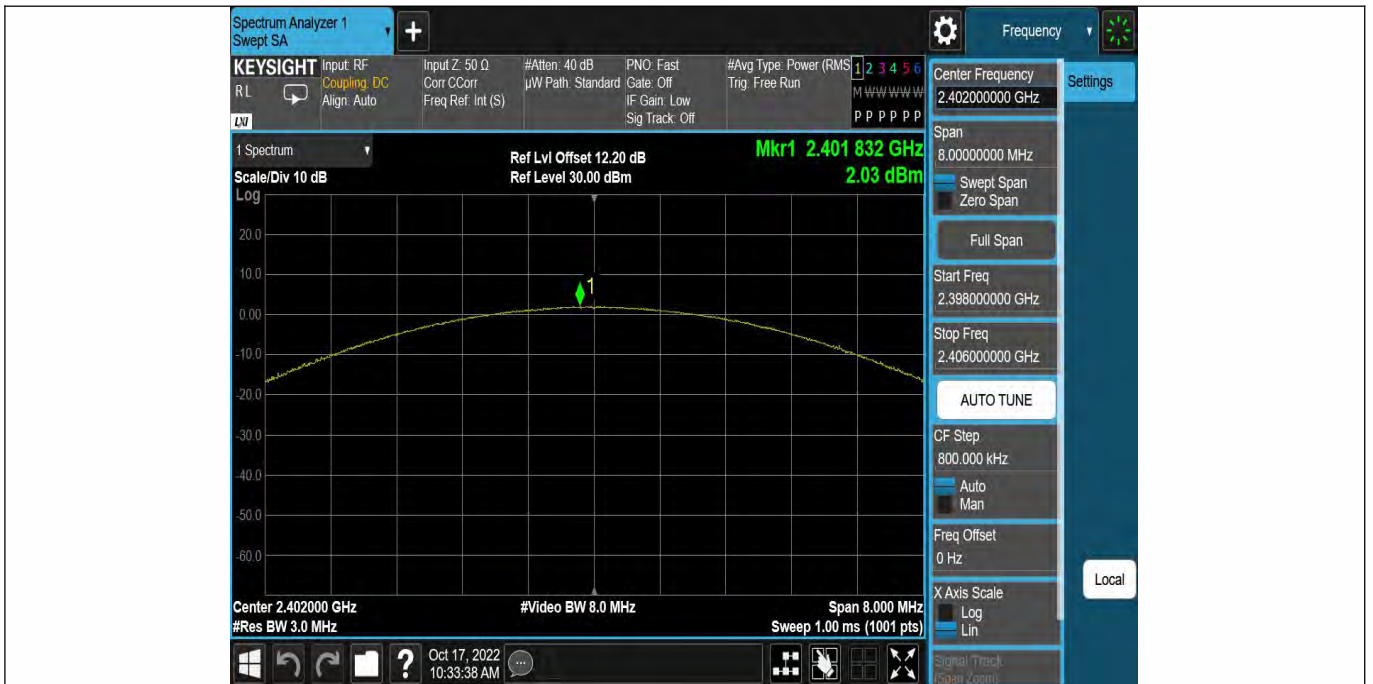 Spectrum Analyzer 1
Swept SA
+
Frequency
KEYSIGHT
RL
LXI
Input: RF
Coupling: DC
Align: Auto
Input Z: 50 Ω
Corr CCorr
Freq Ref: Int (S)
#Atten: 40 dB
µW Path: Standard
PNO: Fast
Gate: Off
IF Gain: Low
Sig Track: Off
#Avg Type: Power (RMS
Trig: Free Run
1 2 3 4 5 6
M W W W W W
P P P P P P
1 Spectrum
Scale/Div 10 dB
Ref Lvl Offset 12.20 dB
Ref Level 30.00 dBm
Mkr1 2.401 832 GHz
2.03 dBm
Log
20.0
10.0
0.00
-10.0
-20.0
-30.0
-40.0
-50.0
-60.0
1
Center 2.402000 GHz
#Res BW 3.0 MHz
#Video BW 8.0 MHz
Span 8.000 MHz
Sweep 1.00 ms (1001 pts)
Center Frequency
2.402000000 GHz
Settings
Span
8.00000000 MHz
Swept Span
Zero Span
Full Span
Start Freq
2.398000000 GHz
Stop Freq
2.406000000 GHz
AUTO TUNE
CF Step
800.000 kHz
Auto
Man
Freq Offset
0 Hz
X Axis Scale
Log
Lin
Signal Track
(Span Zoom)
Local
?
Oct 17, 2022
10:33:38 AM